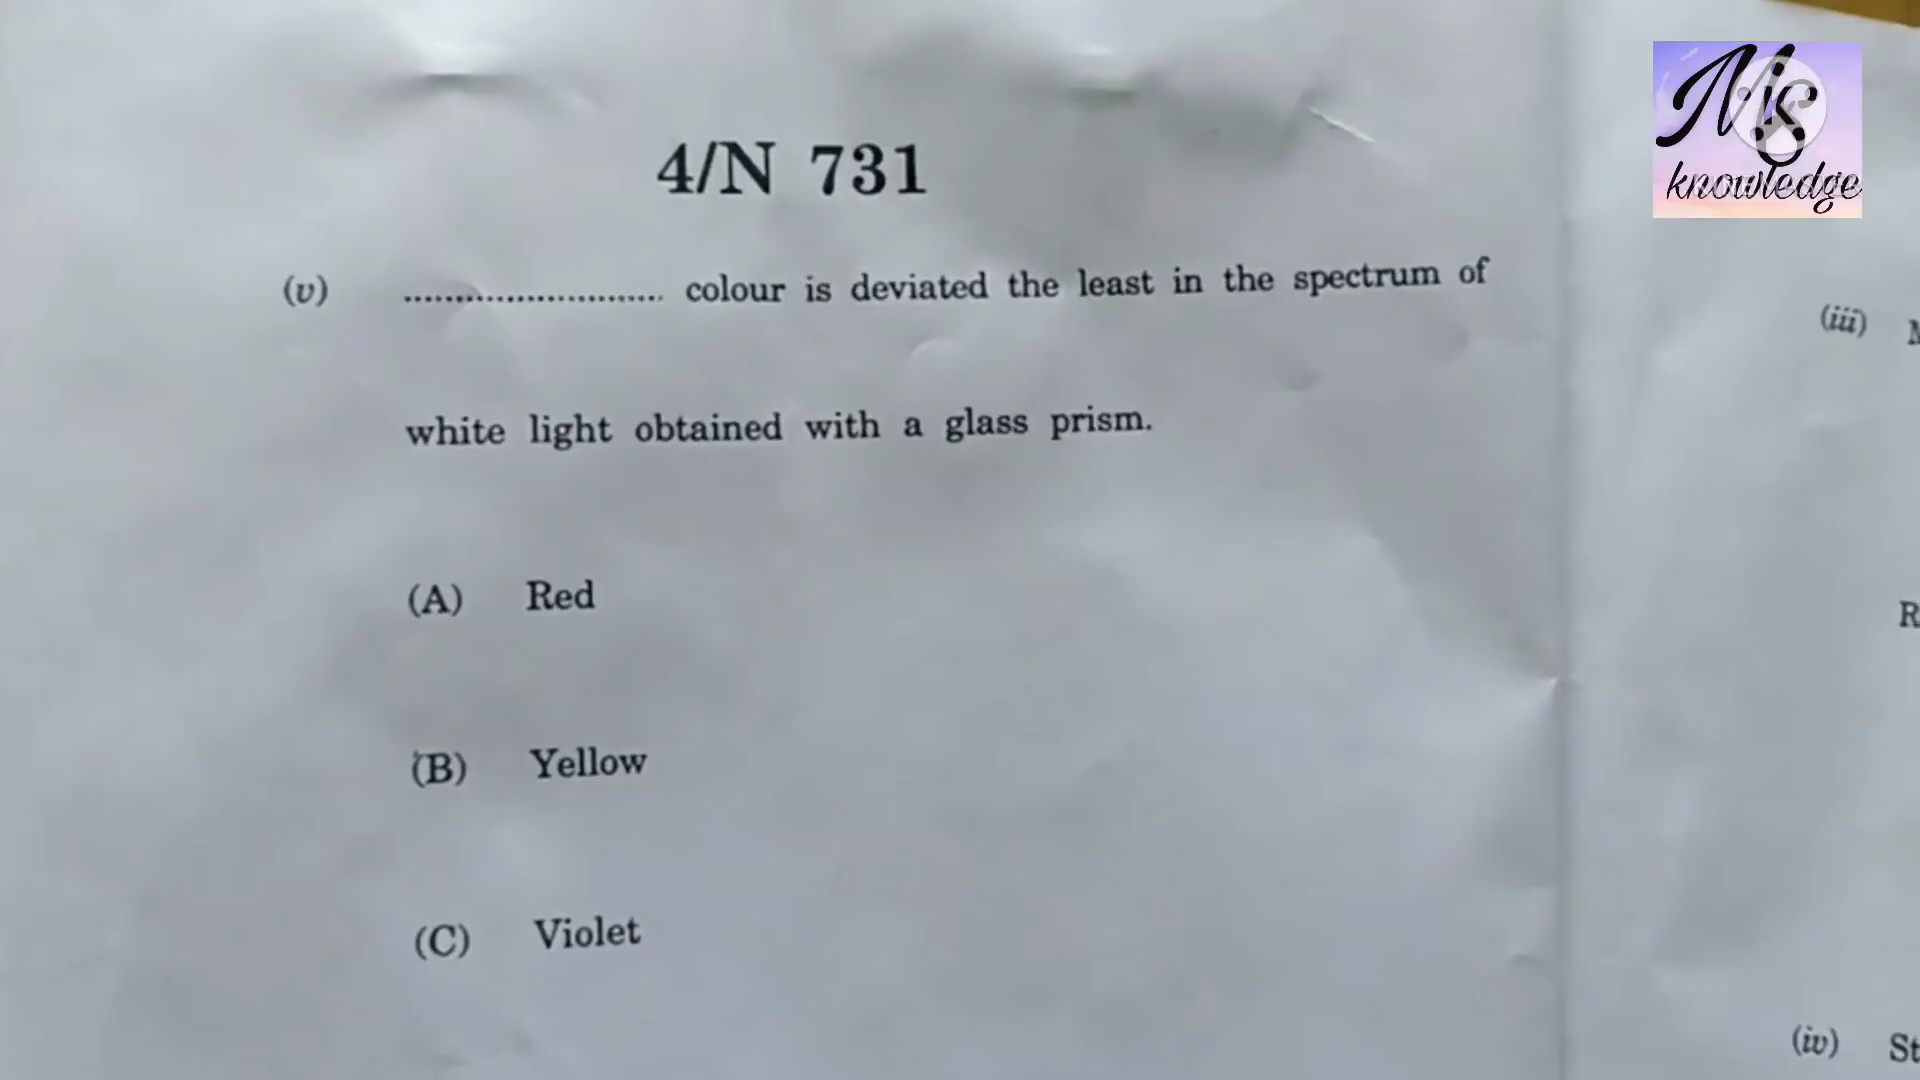 4/N 731
(v) .......................... colour is deviated the least in the spectrum of
white light obtained with a glass prism.
(A) Red
(B) Yellow
(C) Violet
(iii)
(iv)
knowledge